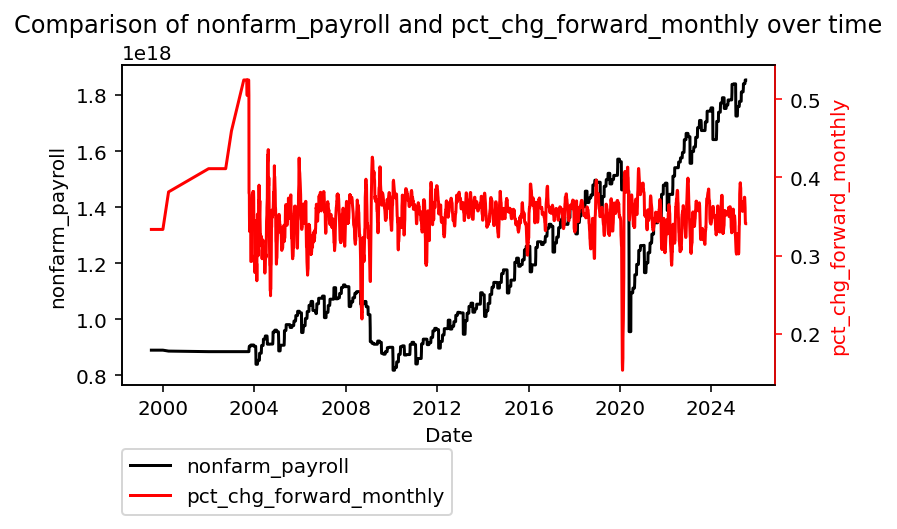 Comparison of nonfarm_payroll and pct_chg_forward_monthly over time
1e18
1.8
1.6
1.4
1.2
1.0
0.8
nonfarm_payroll
0.5
0.4
0.3
0.2
pct_chg_forward_monthly
2000 2004 2008 2012 2016 2020 2024
Date
nonfarm_payroll
pct_chg_forward_monthly